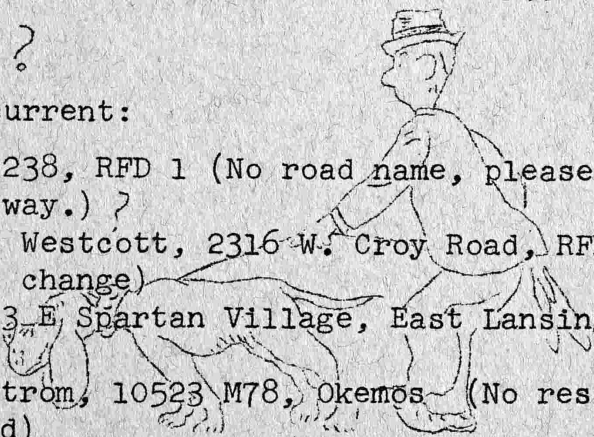 ?
urrent:
238, RFD 1 (No road name, please
way.) ?
Westcott, 2316 W. Croy Road, RF
change)
3 E Spartan Village, East Lansin
trom, 10523 M78, Okemos (No res
d)